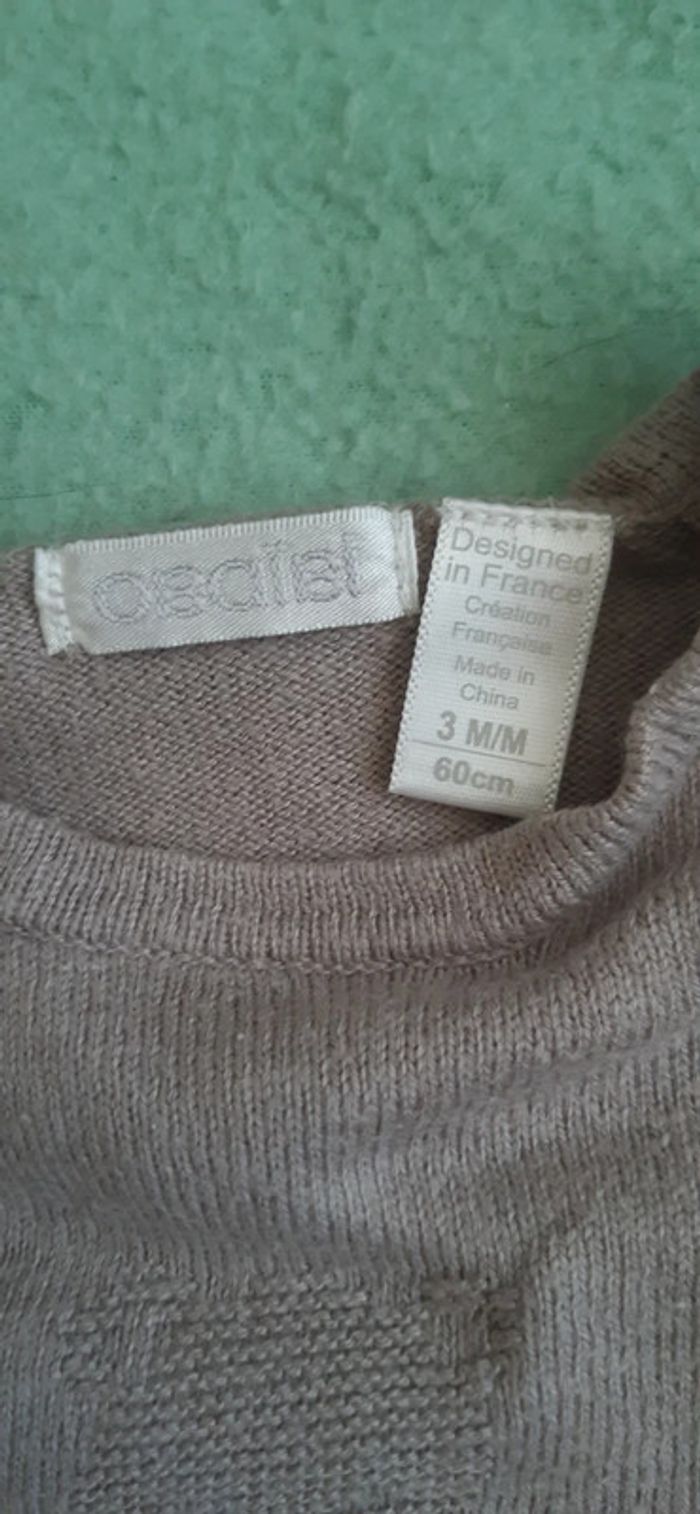 obaïbi
Designed
in France
Création
Française
Made in
China
3 M/M
60cm